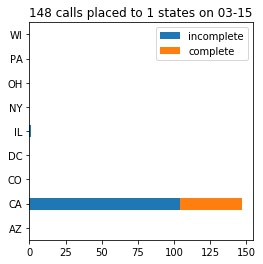 148 calls placed to 1 states on 03-15
incomplete
complete
WI
PA
OH
NY
IL
DC
CO
CA
AZ
0 25 50 75 100 125 150